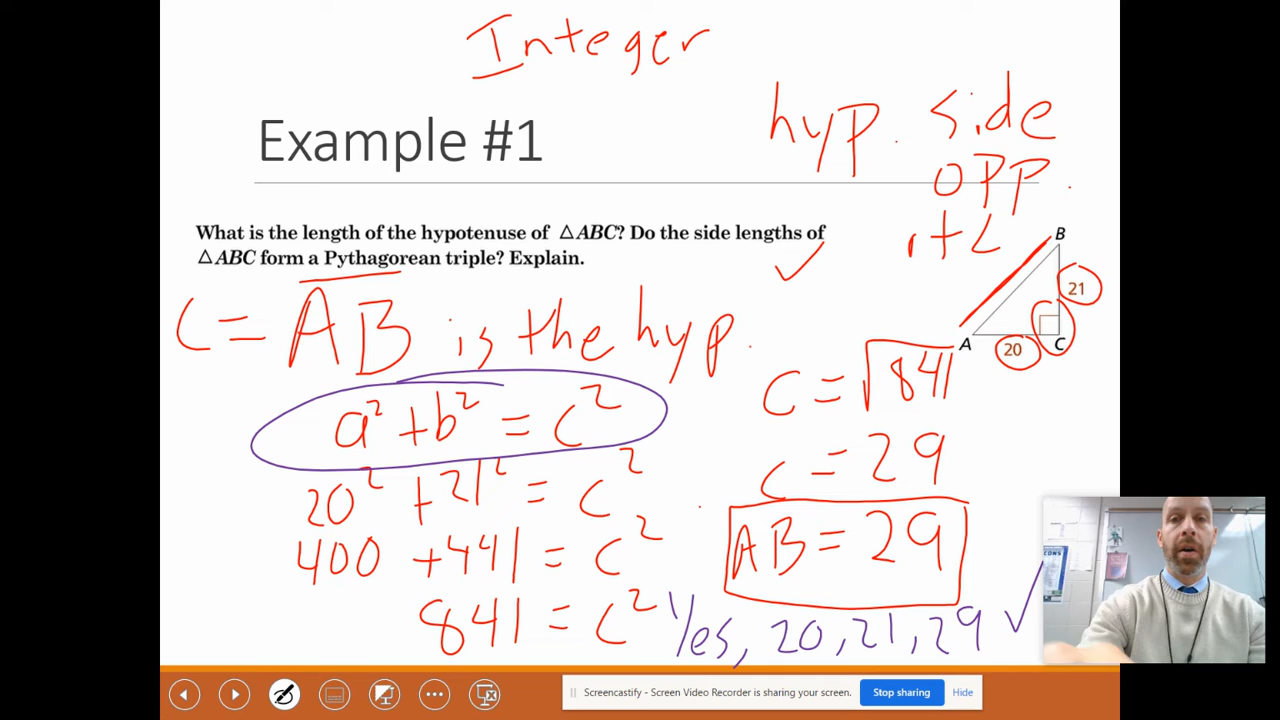 Integer
Example #1
hyp. side
opp.
rt ∠
What is the length of the hypotenuse of △ABC? Do the side lengths of
△ABC form a Pythagorean triple? Explain.
B
21
A
20
C
C = AB is the hyp.
a² + b² = c²
20² + 21² = c²
400 + 441 = c²
841 = c²
c = √841
c = 29
AB = 29
Yes, 20, 21, 29 ✓
Screencastify - Screen Video Recorder is sharing your screen.
Stop sharing
Hide